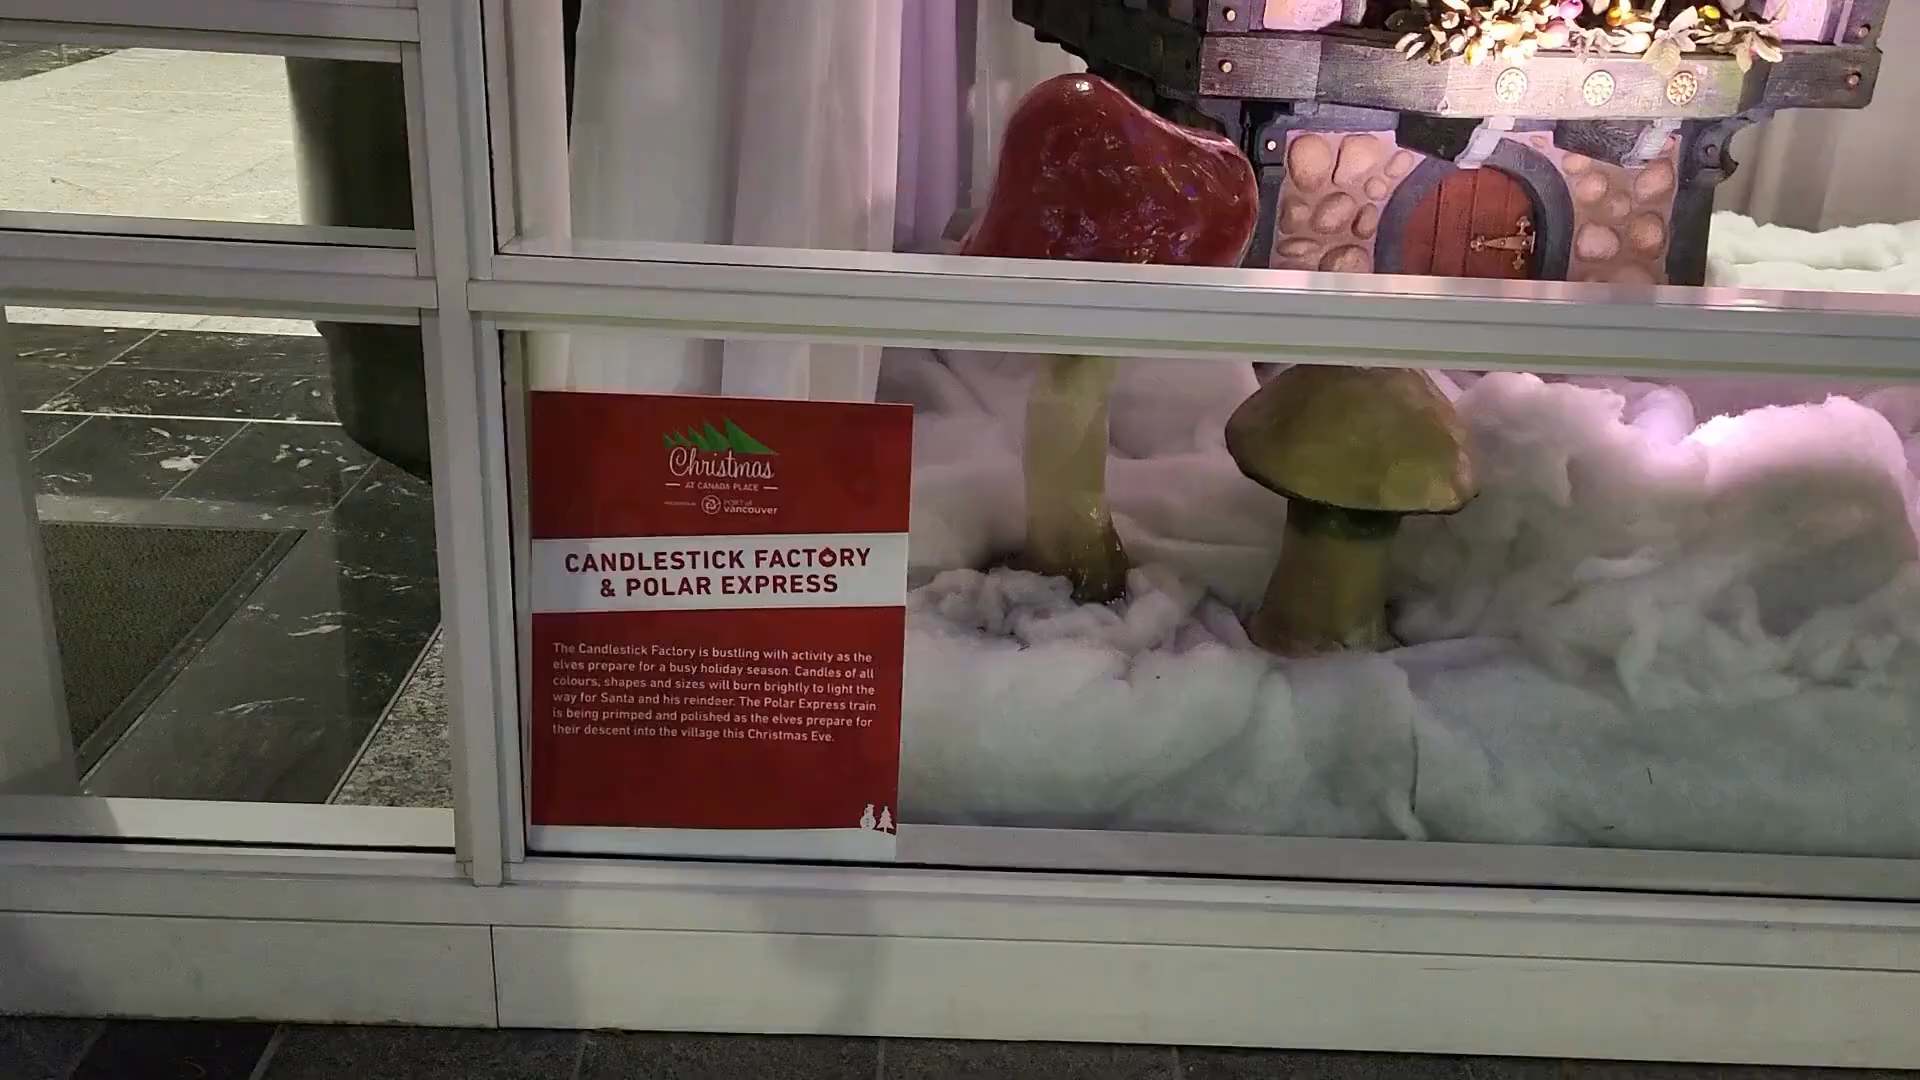 Christmas
AT CANADA PLACE
PRESENTED BY PORT of vancouver
CANDLESTICK FACTORY
& POLAR EXPRESS
The Candlestick Factory is bustling with activity as the
elves prepare for a busy holiday season. Candles of all
colours, shapes and sizes will burn brightly to light the
way for Santa and his reindeer. The Polar Express train
is being primped and polished as the elves prepare for
their descent into the village this Christmas Eve.